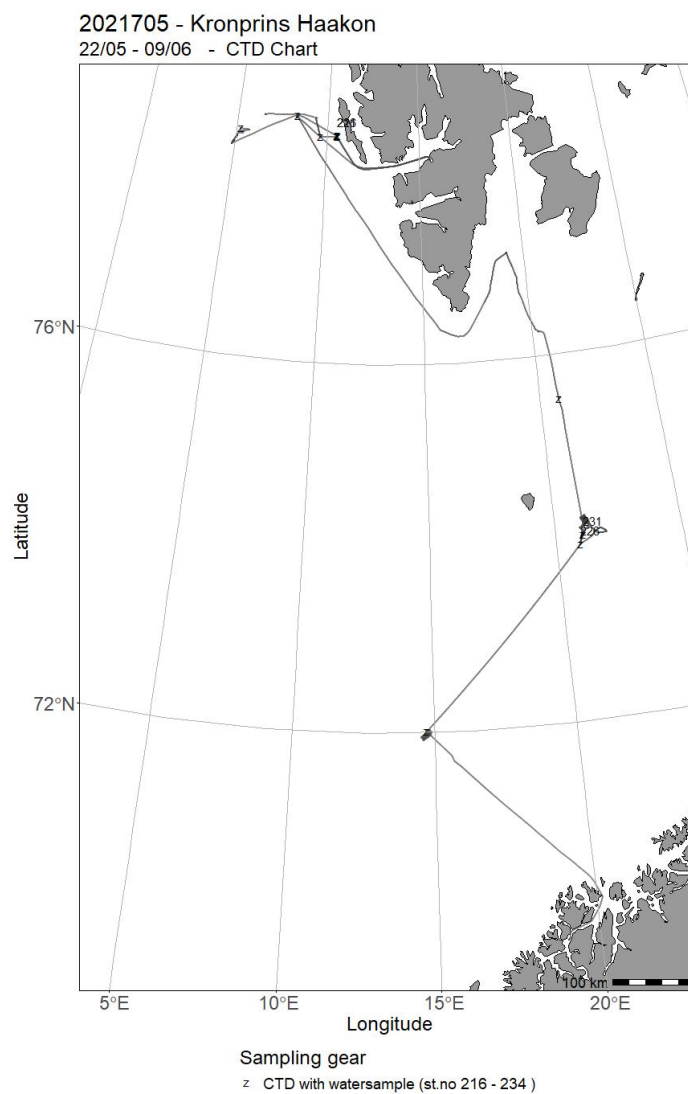 2021705 - Kronprins Haakon
22/05 - 09/06 - CTD Chart
z
z
z
z
z
76°N
z
231
z
z
72°N
z
Latitude
100 km
5°E
10°E
15°E
20°E
Longitude
Sampling gear
z CTD with watersample (st.no 216 - 234 )